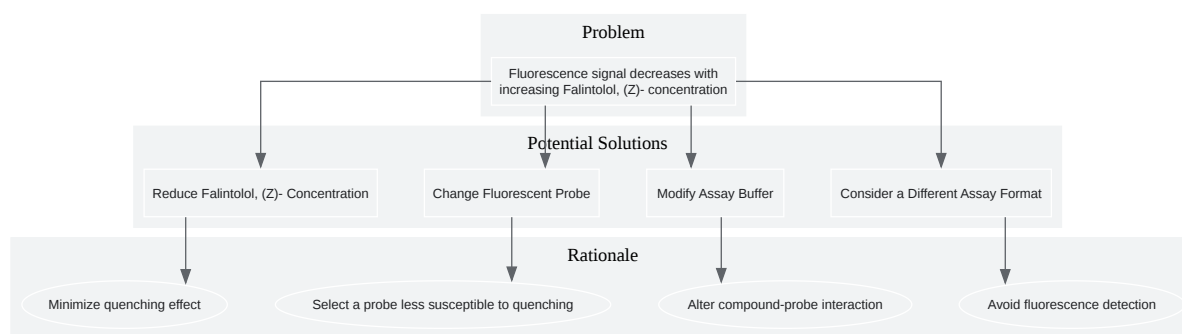 Problem
Fluorescence signal decreases with
increasing Falintolol, (Z)- concentration
Potential Solutions
Reduce Falintolol, (Z)- Concentration
Change Fluorescent Probe
Modify Assay Buffer
Consider a Different Assay Format
Rationale
Minimize quenching effect
Select a probe less susceptible to quenching
Alter compound-probe interaction
Avoid fluorescence detection